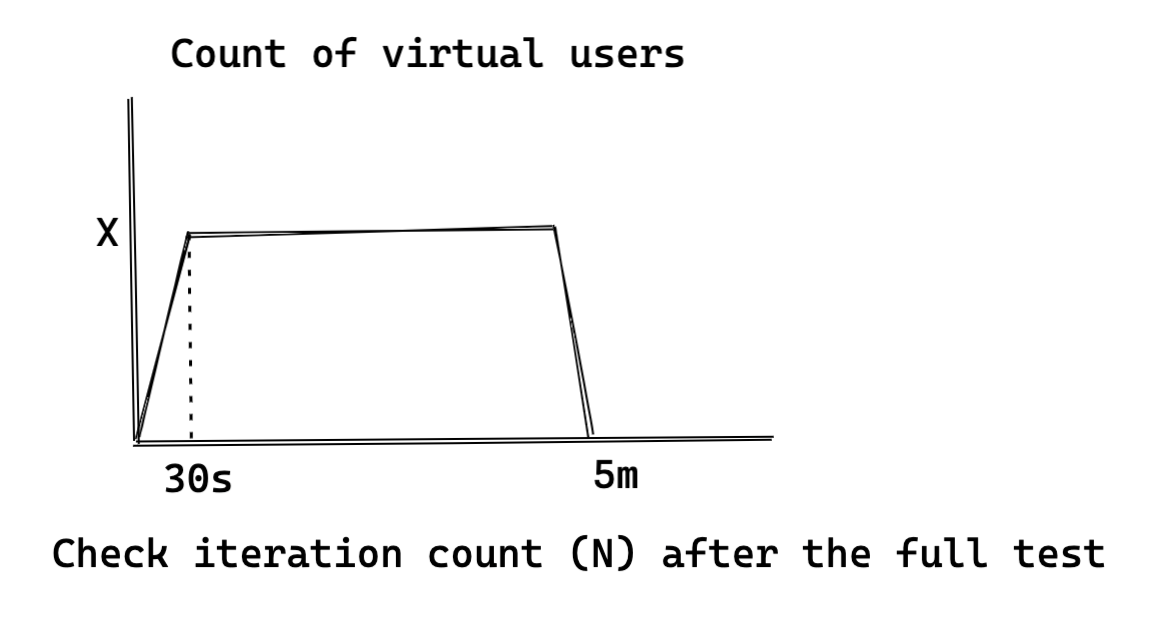 Count of virtual users
X
30s
5m
Check iteration count (N) after the full test